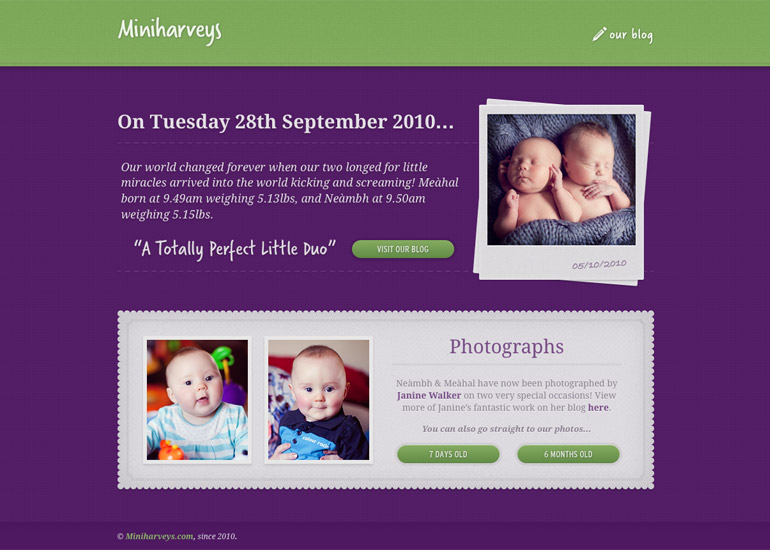 Miniharveys
our blog
On Tuesday 28th September 2010...
Our world changed forever when our two longed for little
miracles arrived into the world kicking and screaming! Meàhal
born at 9.49am weighing 5.13lbs, and Neàmbh at 9.50am
weighing 5.15lbs.
“A Totally Perfect Little Duo”
VISIT OUR BLOG
05/10/2010
Photographs
Neàmbh & Meàhal have now been photographed by
Janine Walker on two very special occasions! View
more of Janine's fantastic work on her blog here.
You can also go straight to our photos...
7 DAYS OLD
6 MONTHS OLD
© Miniharveys.com, since 2010.